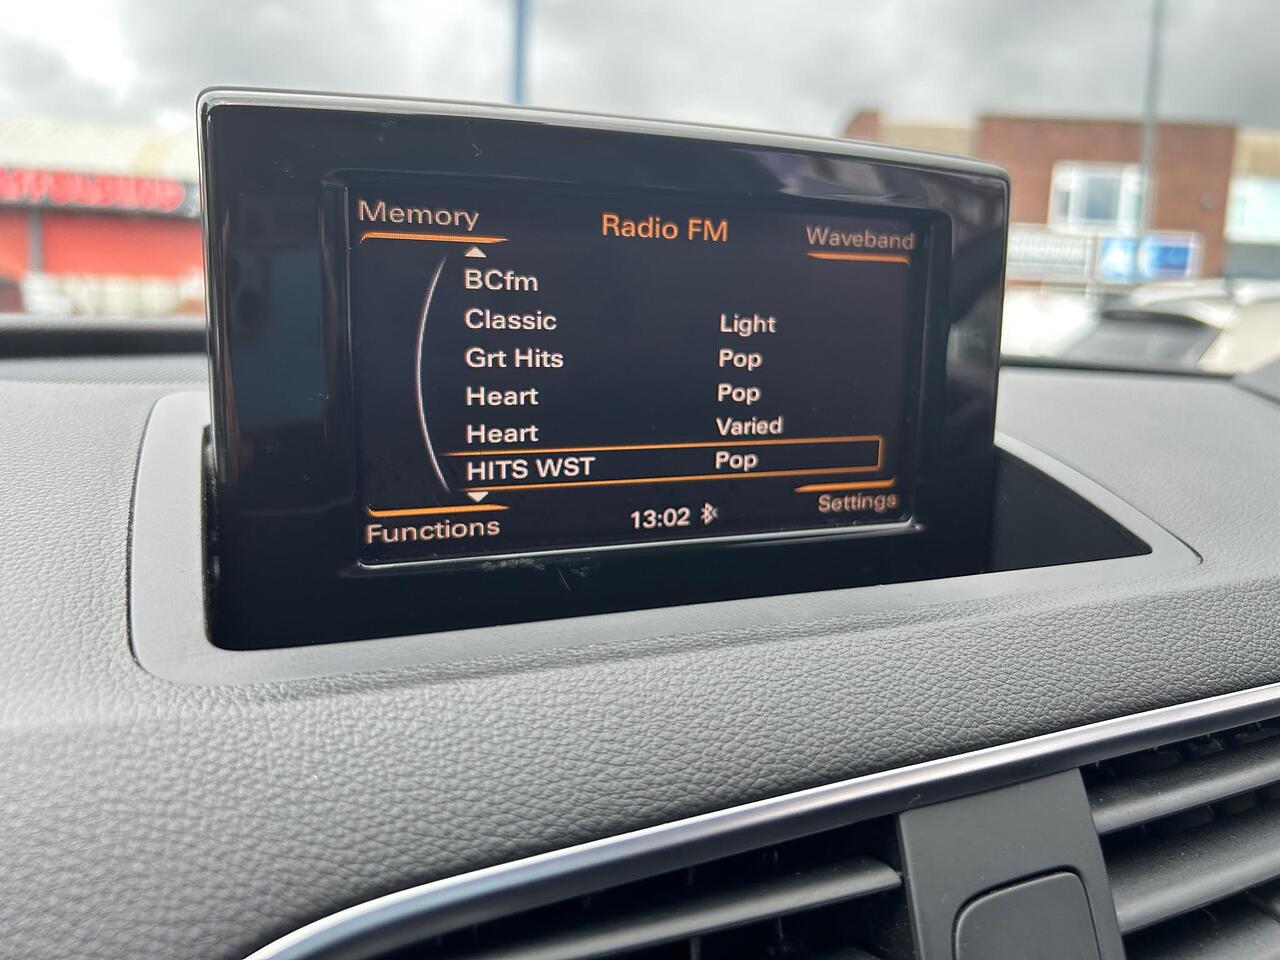 Memory
Radio FM
Waveband
BCfm
Classic Light
Grt Hits Pop
Heart Pop
Heart Varied
HITS WST Pop
Functions
13:02
Settings